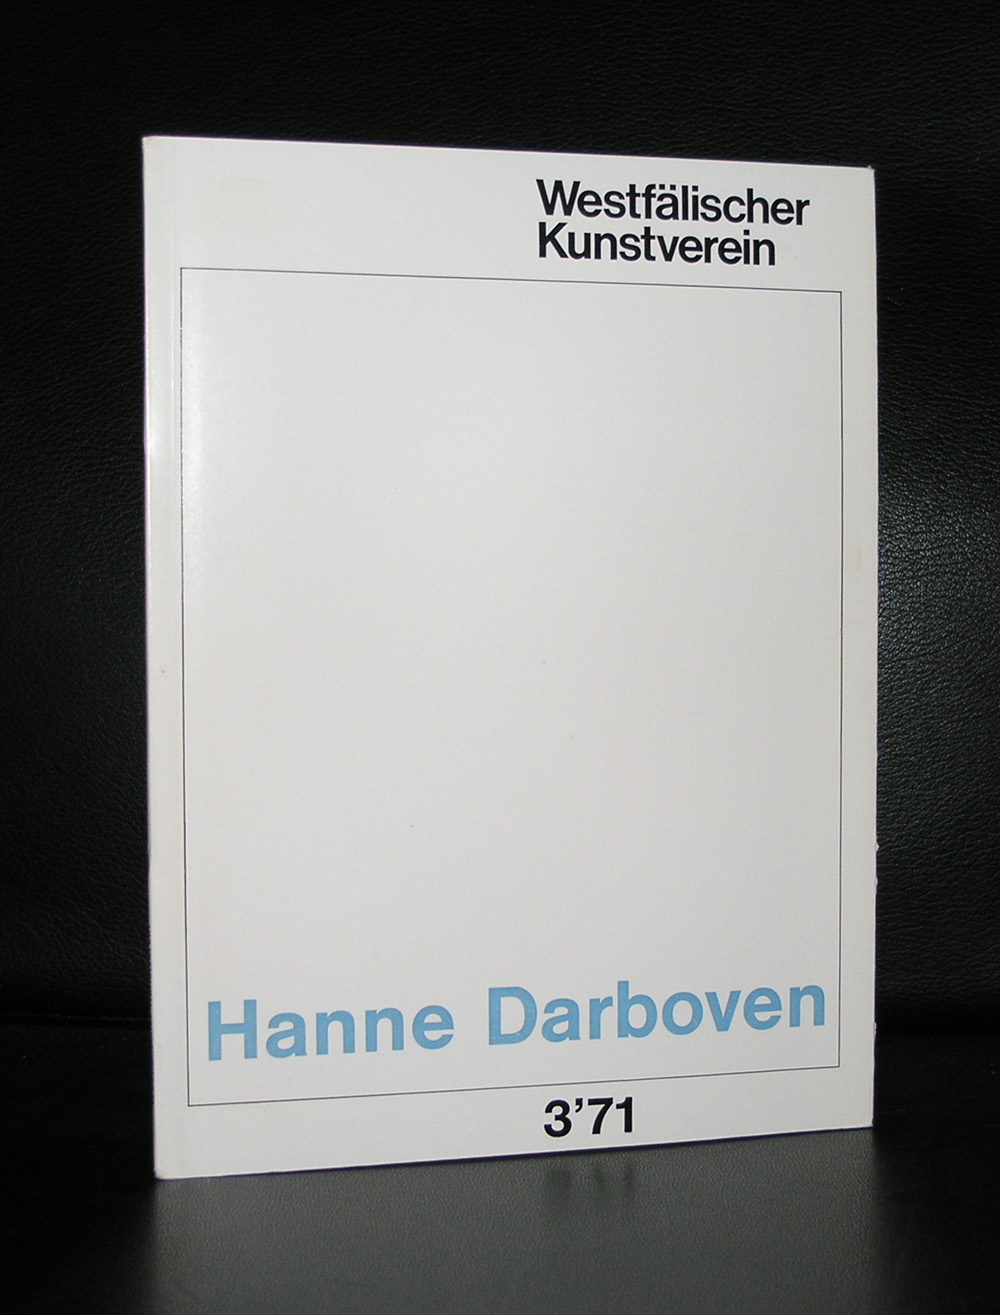 Westfälischer
Kunstverein
Hanne Darboven
3’71